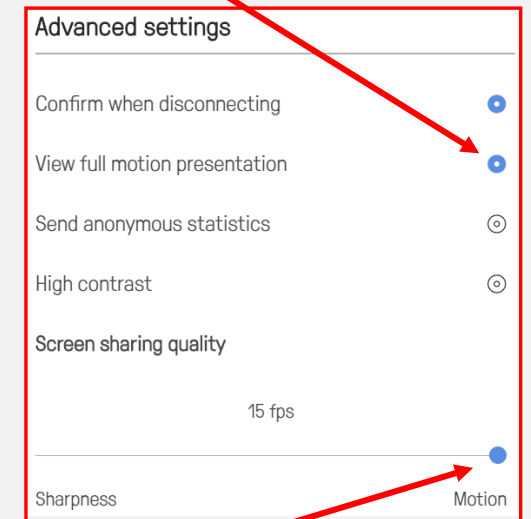 Advanced settings
Confirm when disconnecting
View full motion presentation
Send anonymous statistics
High contrast
Screen sharing quality
15 fps
Sharpness Motion